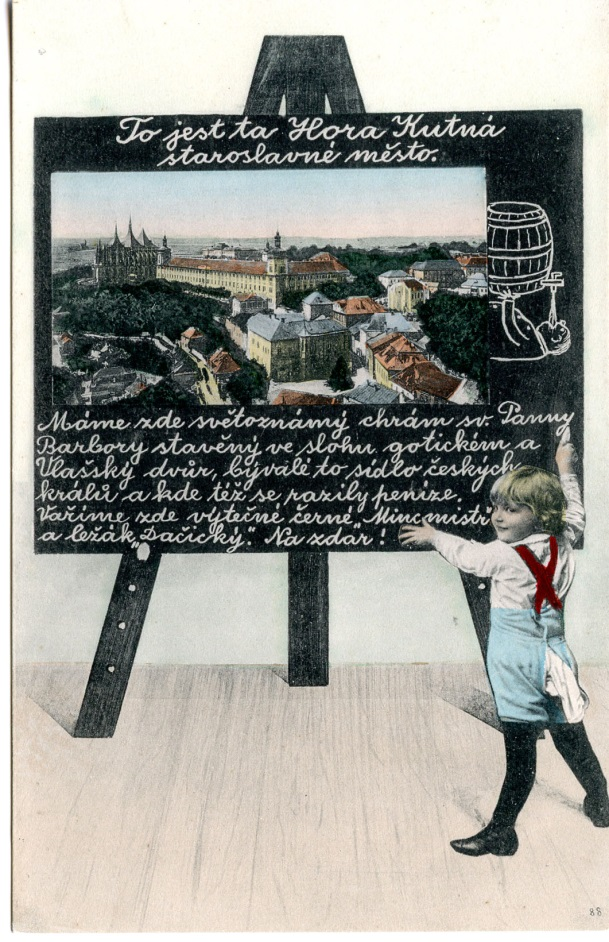 To jest ta Hora Kutná
staroslavné město.
Máme zde světoznámý chrám sv. Panny
Barbory stavěný ve slohu gotickém a
Vlašský dvůr, bývalé to sídlo českých
králů a kde též se razily peníze.
Vaříme zde výtečné černé „Mincmistr"
a ležák „Dačický." Na zdar!
88